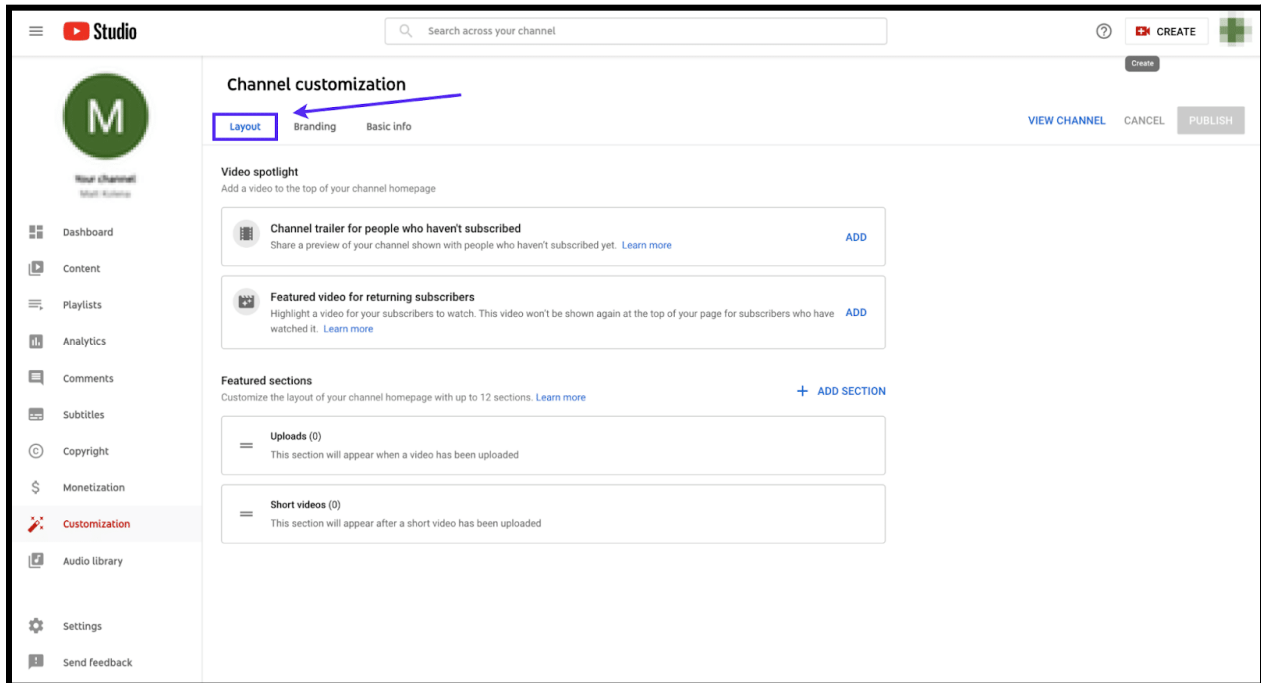 Studio
Search across your channel
CREATE
Create
M
Your channel
Channel customization
Layout
Branding
Basic info
VIEW CHANNEL
CANCEL
PUBLISH
Video spotlight
Add a video to the top of your channel homepage
Channel trailer for people who haven't subscribed
Share a preview of your channel shown with people who haven't subscribed yet. Learn more
ADD
Featured video for returning subscribers
Highlight a video for your subscribers to watch. This video won't be shown again at the top of your page for subscribers who have
watched it. Learn more
ADD
Featured sections
Customize the layout of your channel homepage with up to 12 sections. Learn more
+ ADD SECTION
Uploads (0)
This section will appear when a video has been uploaded
Short videos (0)
This section will appear after a short video has been uploaded
Dashboard
Content
Playlists
Analytics
Comments
Subtitles
Copyright
Monetization
Customization
Audio library
Settings
Send feedback